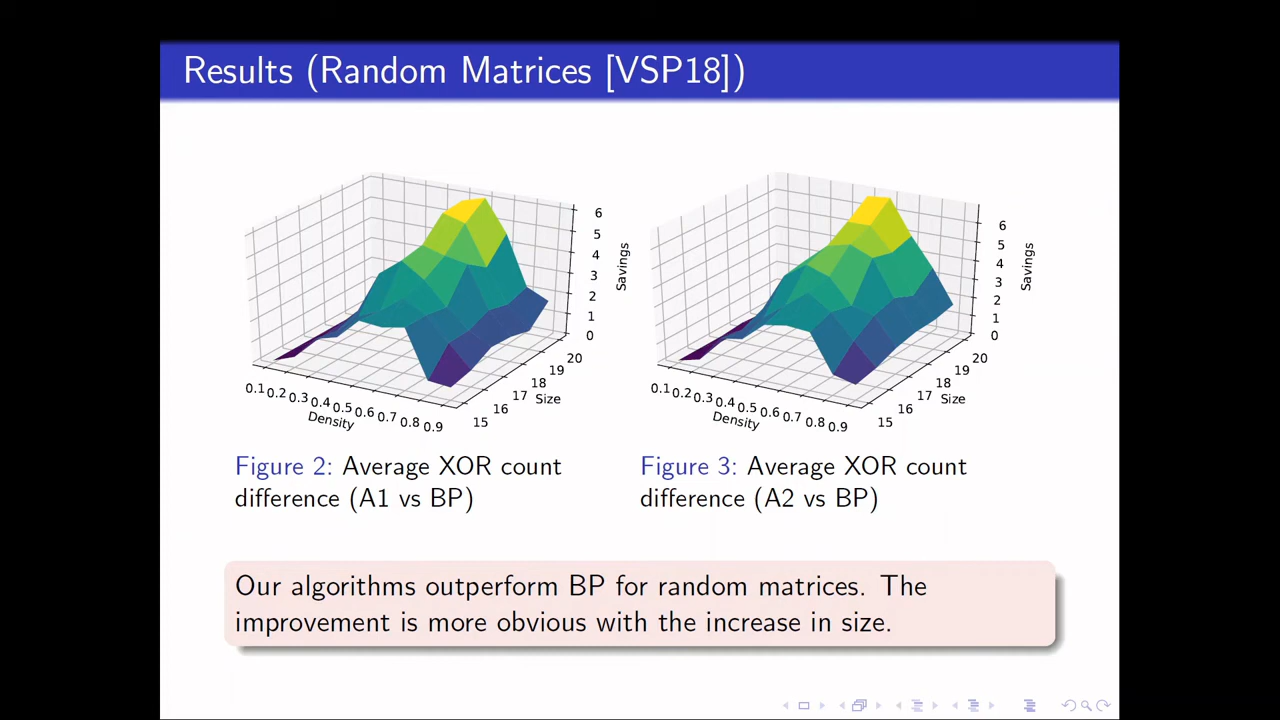 Results (Random Matrices [VSP18])
6
5
4
3
2
1
0
Savings
0.1 0.2 0.3 0.4 0.5 0.6 0.7 0.8 0.9
Density
15 16 17 18 19 20
Size
6
5
4
3
2
1
0
Savings
0.1 0.2 0.3 0.4 0.5 0.6 0.7 0.8 0.9
Density
15 16 17 18 19 20
Size
Figure 2: Average XOR count
difference (A1 vs BP)
Figure 3: Average XOR count
difference (A2 vs BP)
Our algorithms outperform BP for random matrices. The
improvement is more obvious with the increase in size.